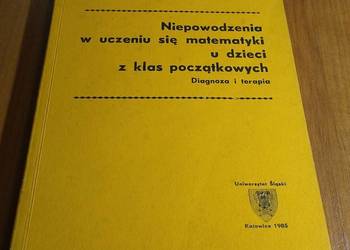 Niepowodzenia
w uczeniu się matematyki
u dzieci
z klas początkowych
Diagnoza i terapia
Uniwersytet Śląski
Katowice 1985